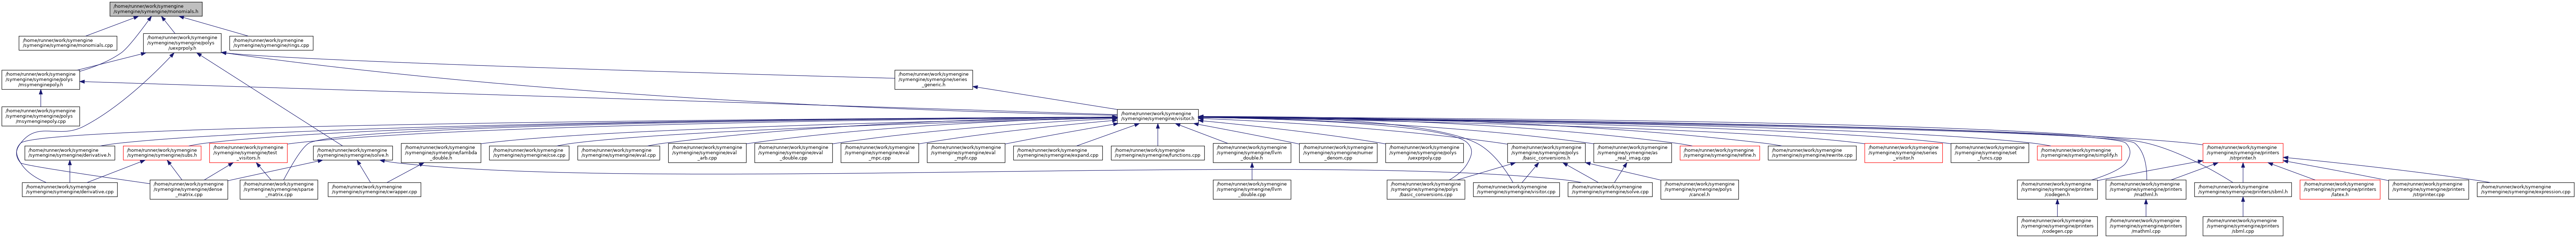 /home/runner/work/symengine
/symengine/symengine/monomials.h
/home/runner/work/symengine
/symengine/symengine/monomials.cpp
/home/runner/work/symengine
/symengine/symengine/polys
/uexprpoly.h
/home/runner/work/symengine
/symengine/symengine/rings.cpp
/home/runner/work/symengine
/symengine/symengine/polys
/msymenginepoly.h
/home/runner/work/symengine
/symengine/symengine/series
_generic.h
/home/runner/work/symengine
/symengine/symengine/polys
/msymenginepoly.cpp
/home/runner/work/symengine
/symengine/symengine/visitor.h
/home/runner/work/symengine
/symengine/symengine/derivative.h
/home/runner/work/symengine
/symengine/symengine/subs.h
/home/runner/work/symengine
/symengine/symengine/test
_visitors.h
/home/runner/work/symengine
/symengine/symengine/solve.h
/home/runner/work/symengine
/symengine/symengine/lambda
_double.h
/home/runner/work/symengine
/symengine/symengine/cse.cpp
/home/runner/work/symengine
/symengine/symengine/eval.cpp
/home/runner/work/symengine
/symengine/symengine/eval
_arb.cpp
/home/runner/work/symengine
/symengine/symengine/eval
_double.cpp
/home/runner/work/symengine
/symengine/symengine/eval
_mpc.cpp
/home/runner/work/symengine
/symengine/symengine/eval
_mpfr.cpp
/home/runner/work/symengine
/symengine/symengine/expand.cpp
/home/runner/work/symengine
/symengine/symengine/functions.cpp
/home/runner/work/symengine
/symengine/symengine/llvm
_double.h
/home/runner/work/symengine
/symengine/symengine/numer
_denom.cpp
/home/runner/work/symengine
/symengine/symengine/polys
/uexprpoly.cpp
/home/runner/work/symengine
/symengine/symengine/polys
/basic_conversions.h
/home/runner/work/symengine
/symengine/symengine/as
_real_imag.cpp
/home/runner/work/symengine
/symengine/symengine/refine.h
/home/runner/work/symengine
/symengine/symengine/rewrite.cpp
/home/runner/work/symengine
/symengine/symengine/series
_visitor.h
/home/runner/work/symengine
/symengine/symengine/set
_funcs.cpp
/home/runner/work/symengine
/symengine/symengine/simplify.h
/home/runner/work/symengine
/symengine/symengine/printers
/strprinter.h
/home/runner/work/symengine
/symengine/symengine/derivative.cpp
/home/runner/work/symengine
/symengine/symengine/dense
_matrix.cpp
/home/runner/work/symengine
/symengine/symengine/sparse
_matrix.cpp
/home/runner/work/symengine
/symengine/symengine/cwrapper.cpp
/home/runner/work/symengine
/symengine/symengine/llvm
_double.cpp
/home/runner/work/symengine
/symengine/symengine/polys
/basic_conversions.cpp
/home/runner/work/symengine
/symengine/symengine/visitor.cpp
/home/runner/work/symengine
/symengine/symengine/solve.cpp
/home/runner/work/symengine
/symengine/symengine/polys
/cancel.h
/home/runner/work/symengine
/symengine/symengine/printers
/codegen.h
/home/runner/work/symengine
/symengine/symengine/printers
/mathml.h
/home/runner/work/symengine
/symengine/symengine/printers/sbml.h
/home/runner/work/symengine
/symengine/symengine/printers
/latex.h
/home/runner/work/symengine
/symengine/symengine/printers
/strprinter.cpp
/home/runner/work/symengine
/symengine/symengine/expression.cpp
/home/runner/work/symengine
/symengine/symengine/printers
/codegen.cpp
/home/runner/work/symengine
/symengine/symengine/printers
/mathml.cpp
/home/runner/work/symengine
/symengine/symengine/printers
/sbml.cpp